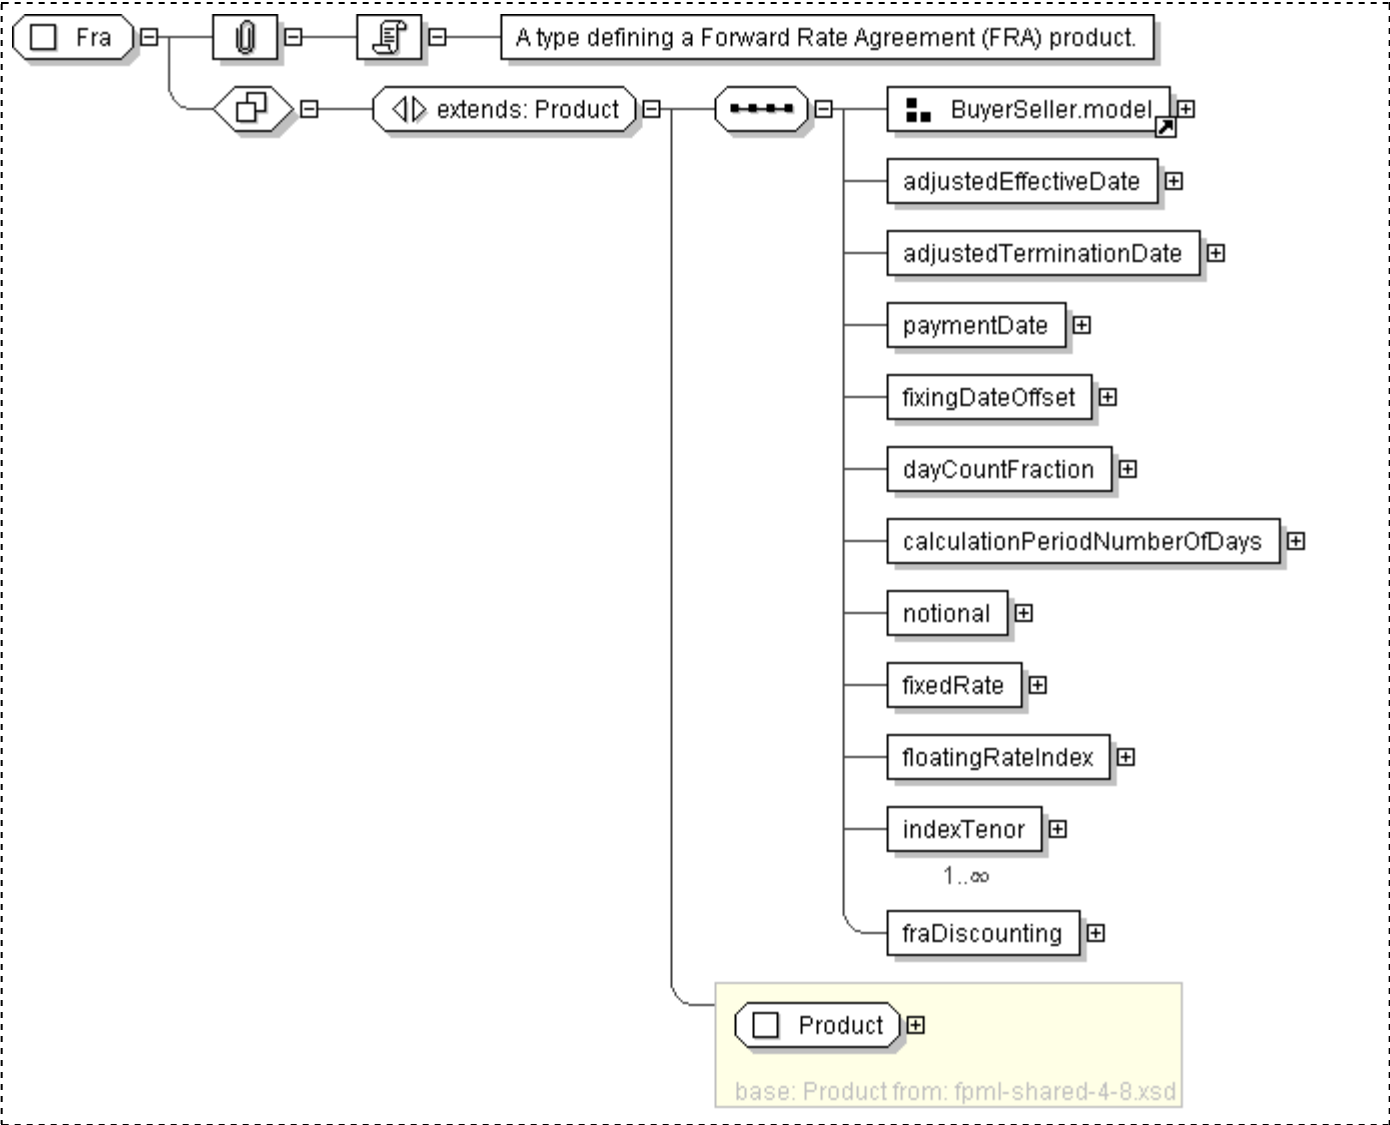 Fra
A type defining a Forward Rate Agreement (FRA) product.
extends: Product
BuyerSeller.model
adjustedEffectiveDate
adjustedTerminationDate
paymentDate
fixingDateOffset
dayCountFraction
calculationPeriodNumberOfDays
notional
fixedRate
floatingRateIndex
indexTenor
1..∞
fraDiscounting
Product
base: Product from: fpml-shared-4-8.xsd